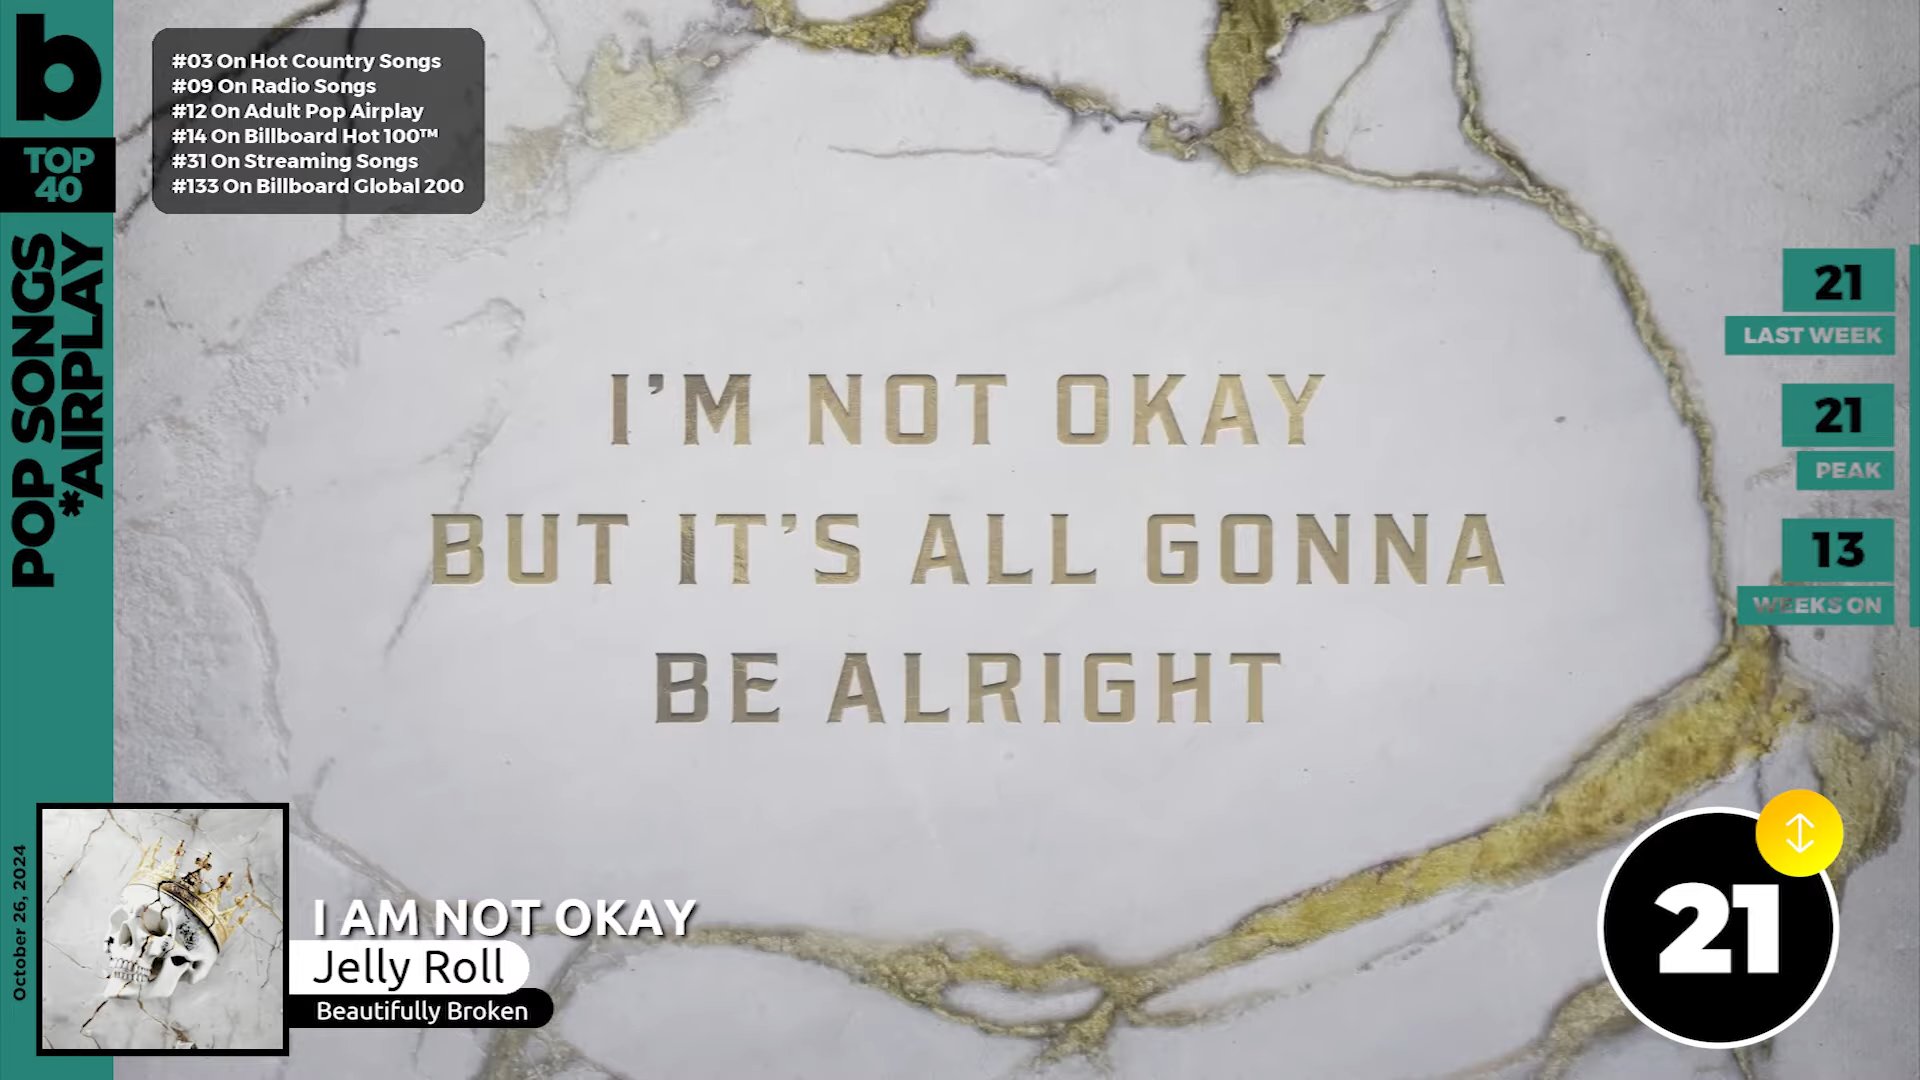 b
TOP
40
POP SONGS
*AIRPLAY
#03 On Hot Country Songs
#09 On Radio Songs
#12 On Adult Pop Airplay
#14 On Billboard Hot 100™
#31 On Streaming Songs
#133 On Billboard Global 200
I'M NOT OKAY
BUT IT'S ALL GONNA
BE ALRIGHT
21
LAST WEEK
21
PEAK
13
WEEKS ON
October 26, 2024
I AM NOT OKAY
Jelly Roll
Beautifully Broken
21